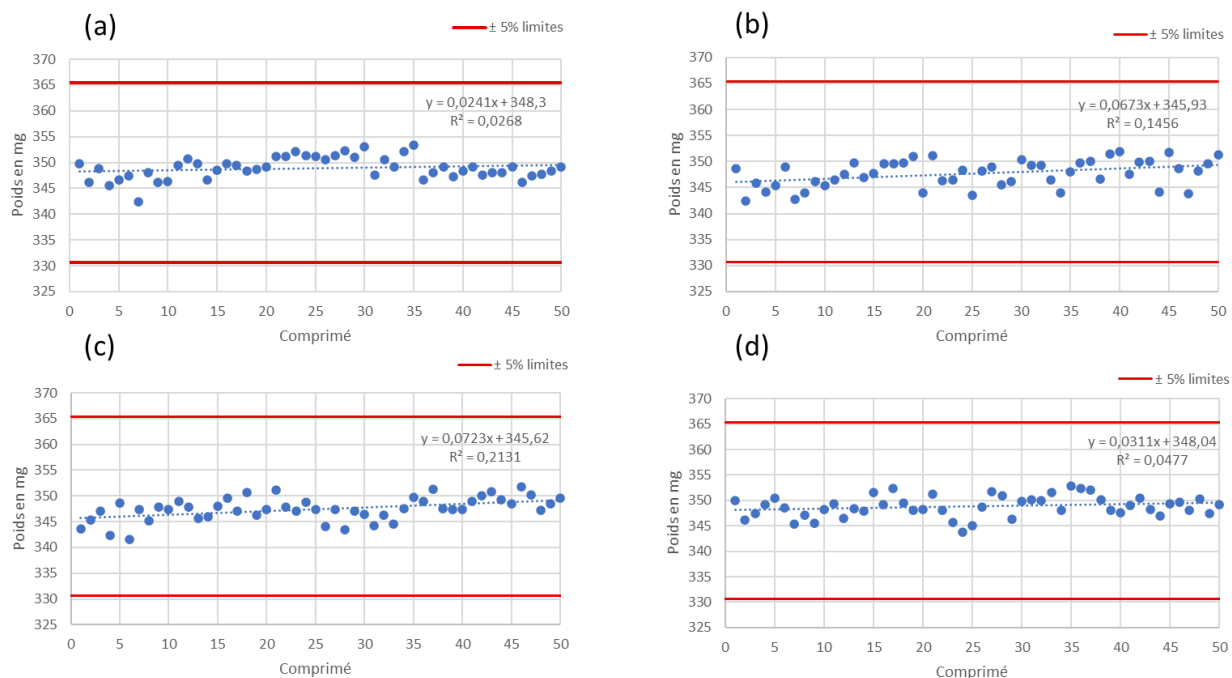 (a)
± 5% limites
370
365
360
355
350
345
340
335
330
325
Poids en mg
y = 0,0241x + 348,3
R² = 0,0268
0 5 10 15 20 25 30 35 40 45 50
Comprimé
(b)
± 5% limites
370
365
360
355
350
345
340
335
330
325
Poids en mg
y = 0,0673x + 345,93
R² = 0,1456
0 5 10 15 20 25 30 35 40 45 50
Comprimé
(c)
± 5% limites
370
365
360
355
350
345
340
335
330
325
Poids en mg
y = 0,0723x + 345,62
R² = 0,2131
0 5 10 15 20 25 30 35 40 45 50
Comprimé
(d)
± 5% limites
370
365
360
355
350
345
340
335
330
325
Poids en mg
y = 0,0311x + 348,04
R² = 0,0477
0 5 10 15 20 25 30 35 40 45 50
Comprimé